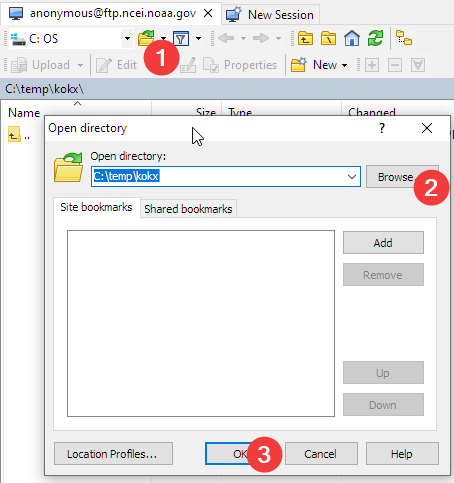 anonymous@ftp.ncei.noaa.gov × New Session
C: OS
1
Upload Edit Properties New
C:\temp\kokx\
Name Size Type Changed
..
Open directory ? ×
Open directory:
C:\temp\kokx Browse...
2
Site bookmarks Shared bookmarks
Add
Remove
Up
Down
Location Profiles... OK 3 Cancel Help